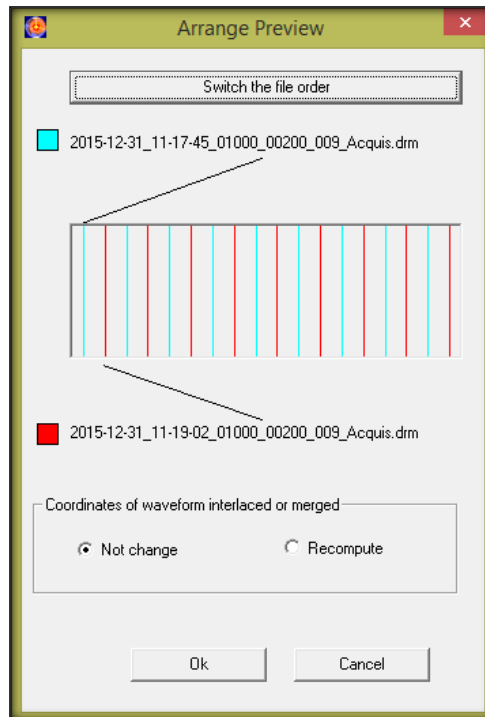 Arrange Preview
Switch the file order
2015-12-31_11-17-45_01000_00200_009_Acquis.drm
2015-12-31_11-19-02_01000_00200_009_Acquis.drm
Coordinates of waveform interlaced or merged
Not change Recompute
Ok Cancel